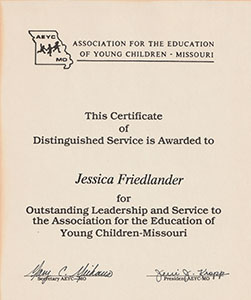 AEYC
MO
ASSOCIATION FOR THE EDUCATION
OF YOUNG CHILDREN - MISSOURI
This Certificate
of
Distinguished Service is Awarded to
Jessica Friedlander
for
Outstanding Leadership and Service to
the Association for the Education of
Young Children-Missouri
Secretary AEYC-MO
President AEYC-MO